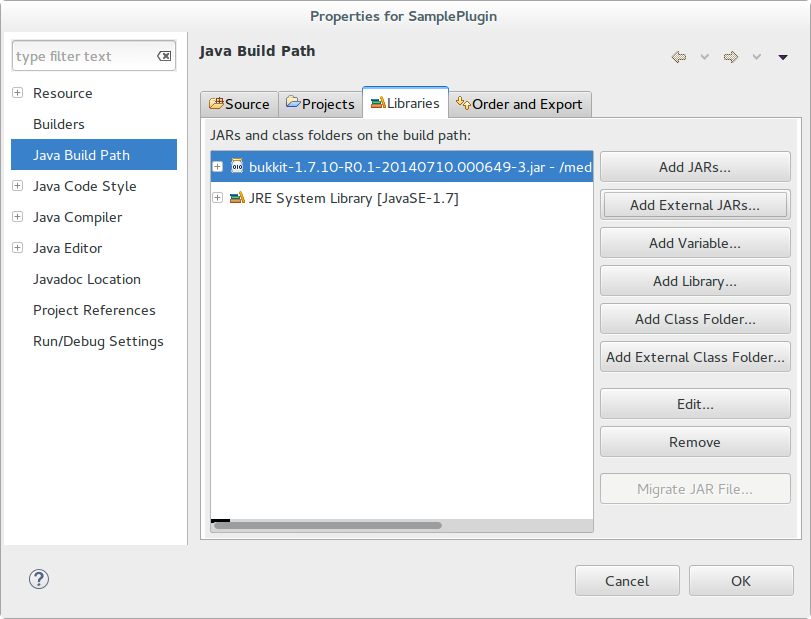 Properties for SamplePlugin
type filter text
Resource
Builders
Java Build Path
Java Code Style
Java Compiler
Java Editor
Javadoc Location
Project References
Run/Debug Settings
Java Build Path
Source
Projects
Libraries
Order and Export
JARs and class folders on the build path:
bukkit-1.7.10-R0.1-20140710.000649-3.jar - /med
JRE System Library [JavaSE-1.7]
Add JARs...
Add External JARs...
Add Variable...
Add Library...
Add Class Folder...
Add External Class Folder...
Edit...
Remove
Migrate JAR File...
?
Cancel
OK